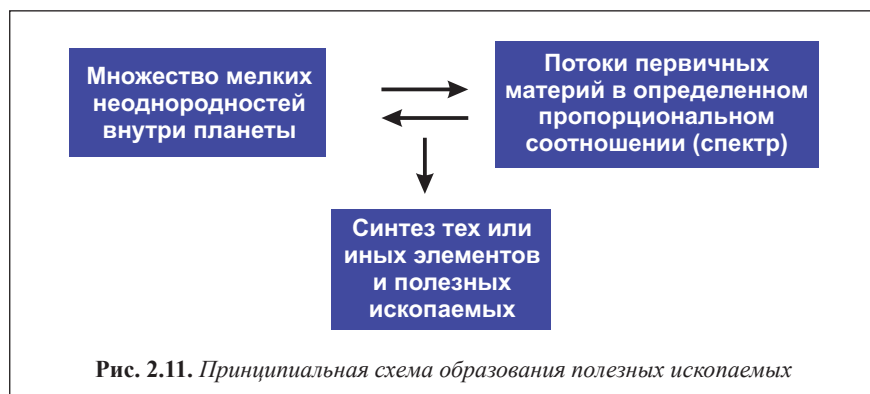 Множество мелких
неоднородностей
внутри планеты
Потоки первичных
материй в определенном
пропорциональном
соотношении (спектр)
Синтез тех или
иных элементов
и полезных
ископаемых
Рис. 2.11. Принципиальная схема образования полезных ископаемых